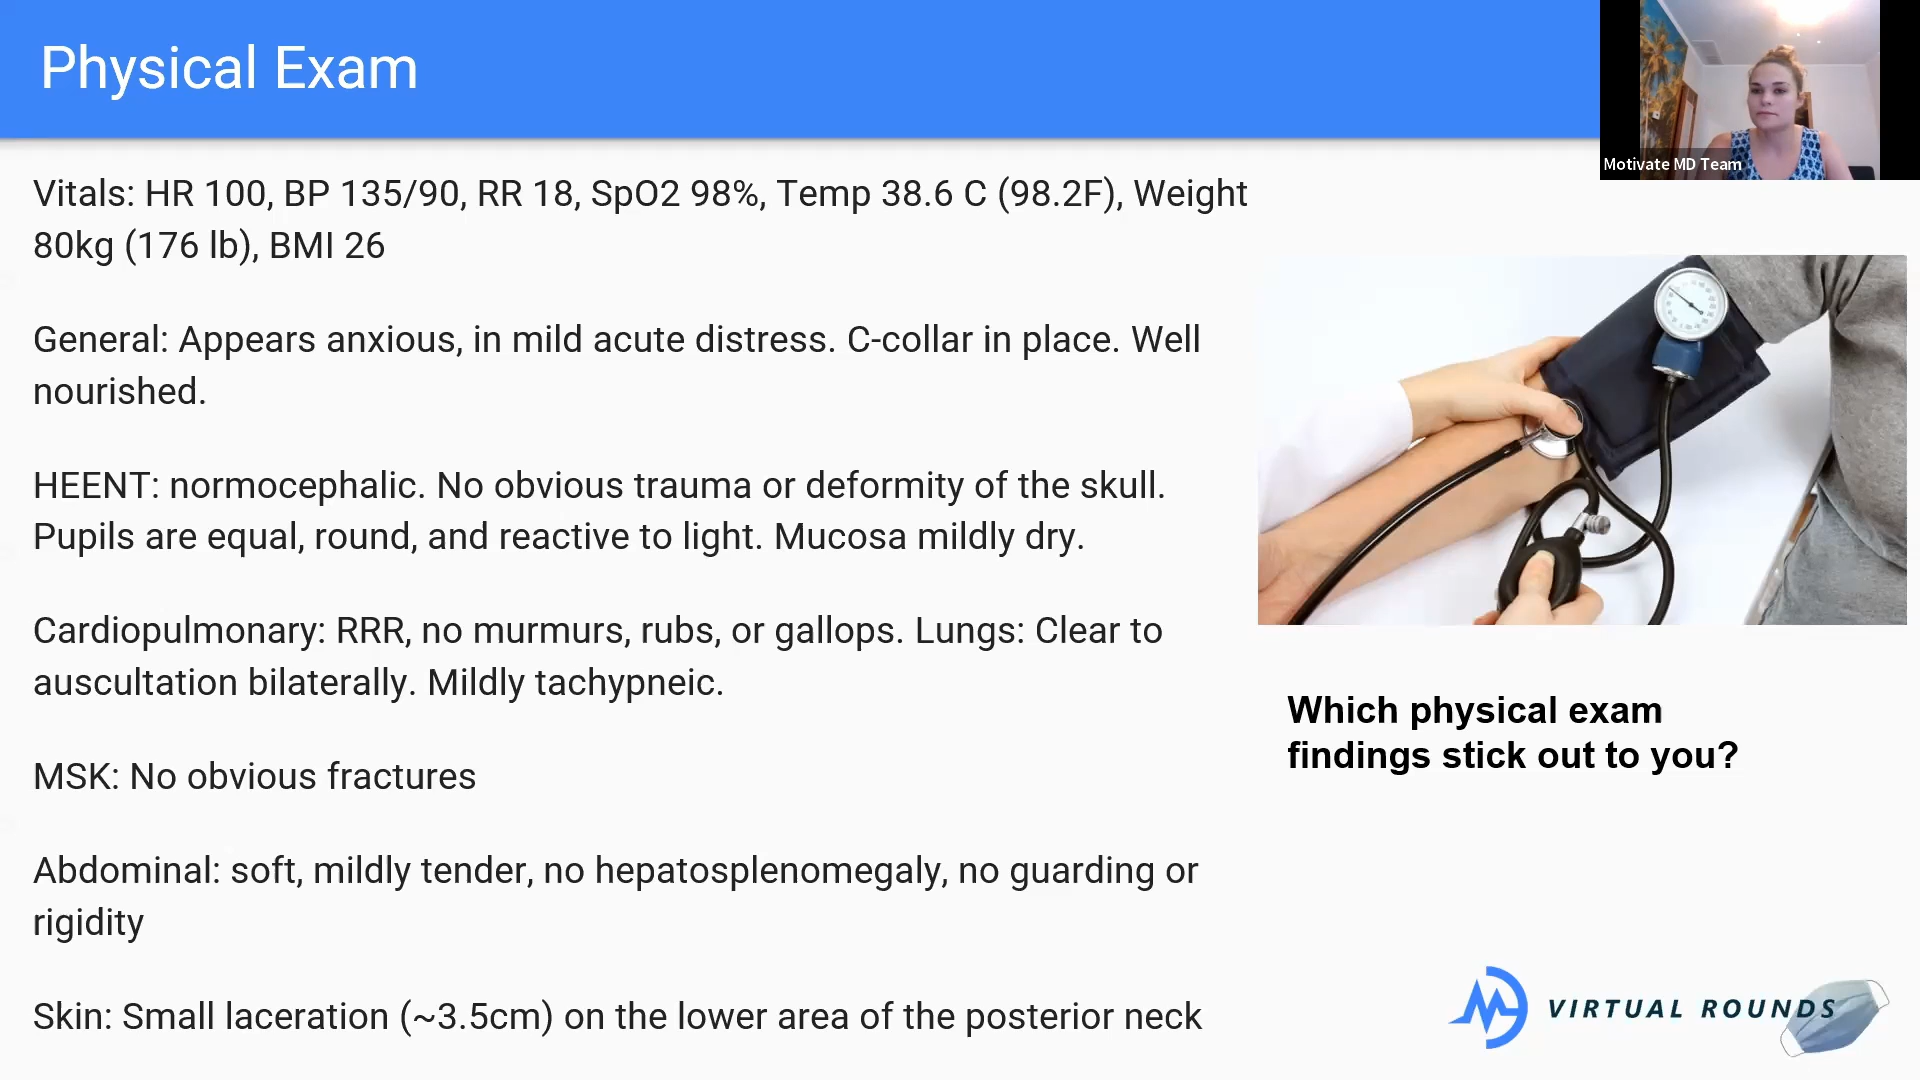 Physical Exam
Motivate MD Team
Vitals: HR 100, BP 135/90, RR 18, SpO2 98%, Temp 38.6 C (98.2F), Weight
80kg (176 lb), BMI 26
General: Appears anxious, in mild acute distress. C-collar in place. Well
nourished.
HEENT: normocephalic. No obvious trauma or deformity of the skull.
Pupils are equal, round, and reactive to light. Mucosa mildly dry.
Cardiopulmonary: RRR, no murmurs, rubs, or gallops. Lungs: Clear to
auscultation bilaterally. Mildly tachypneic.
MSK: No obvious fractures
Abdominal: soft, mildly tender, no hepatosplenomegaly, no guarding or
rigidity
Skin: Small laceration (~3.5cm) on the lower area of the posterior neck
Which physical exam
findings stick out to you?
VIRTUAL ROUNDS